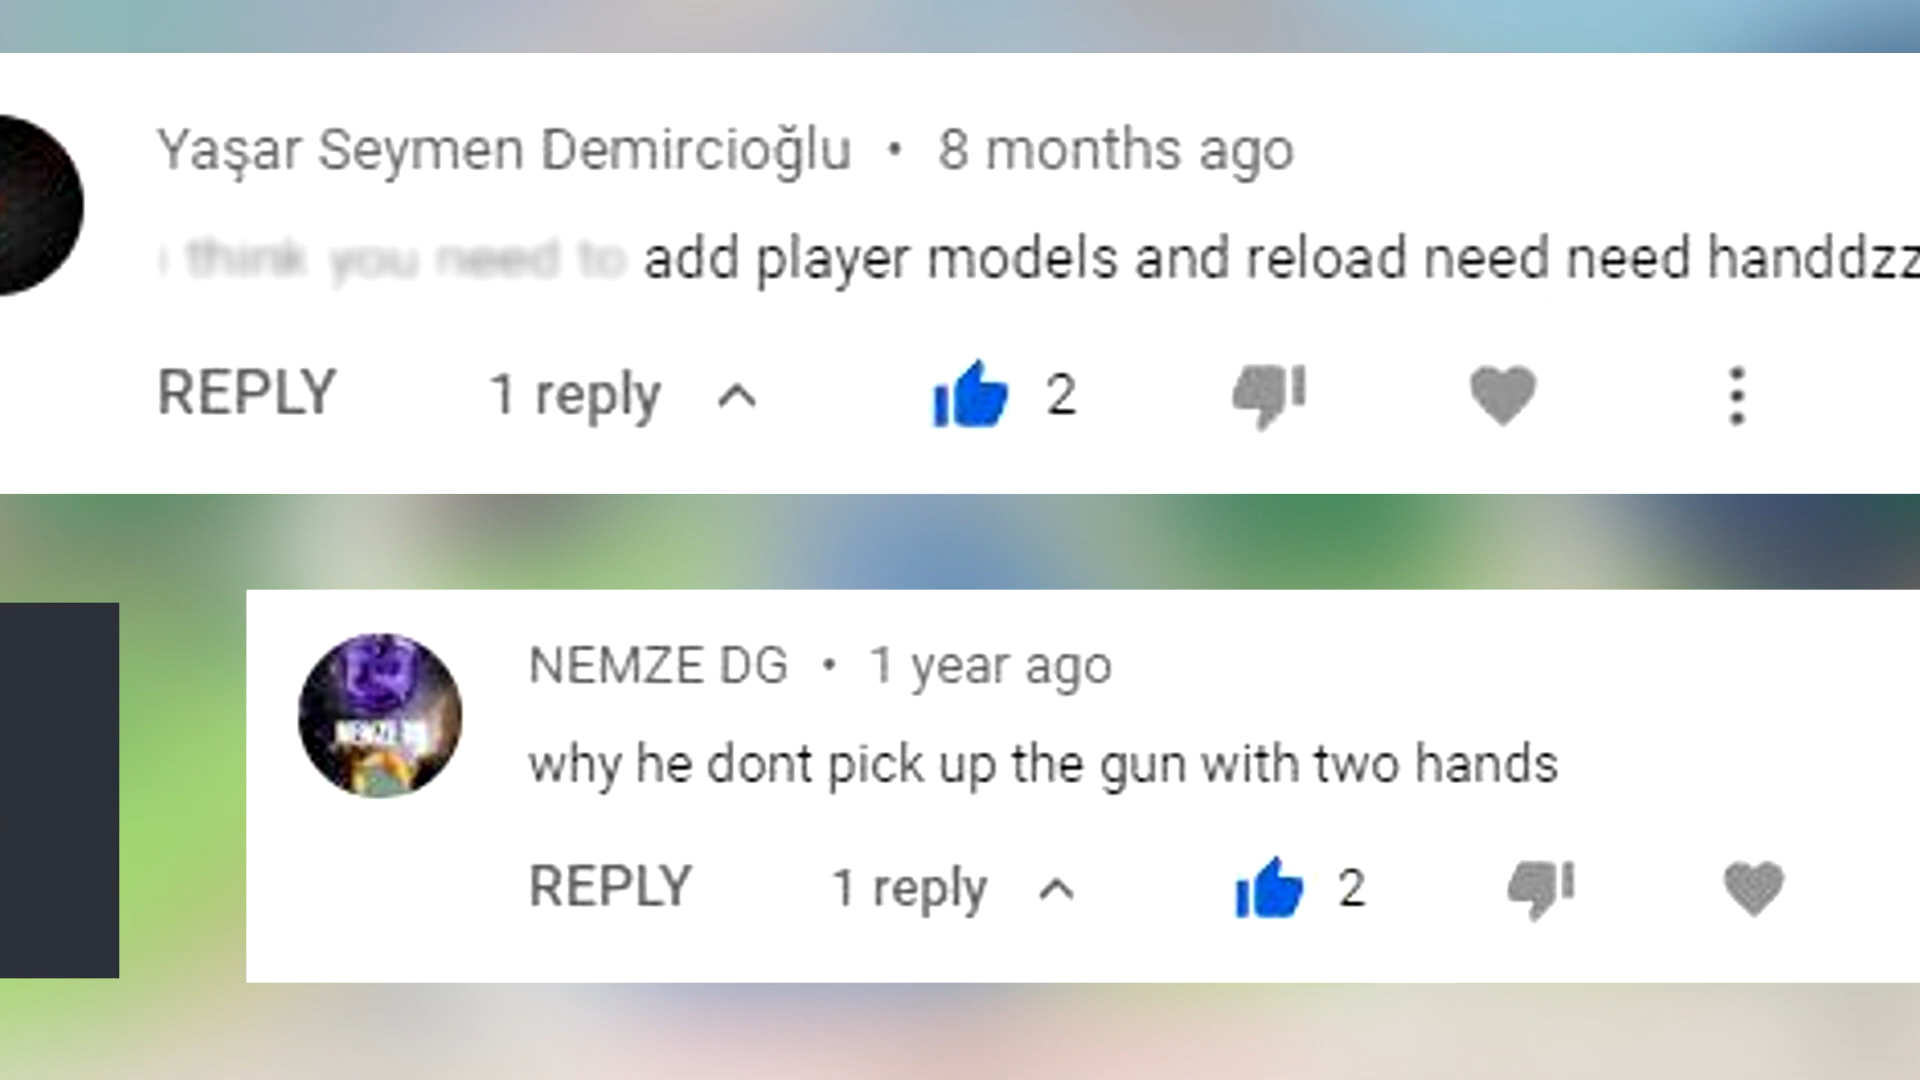 Yaşar Seymen Demircioğlu • 8 months ago
i think you need to add player models and reload need need handdzz
REPLY 1 reply 2
NEMZE DG • 1 year ago
NEMZE DG
why he dont pick up the gun with two hands
REPLY 1 reply 2